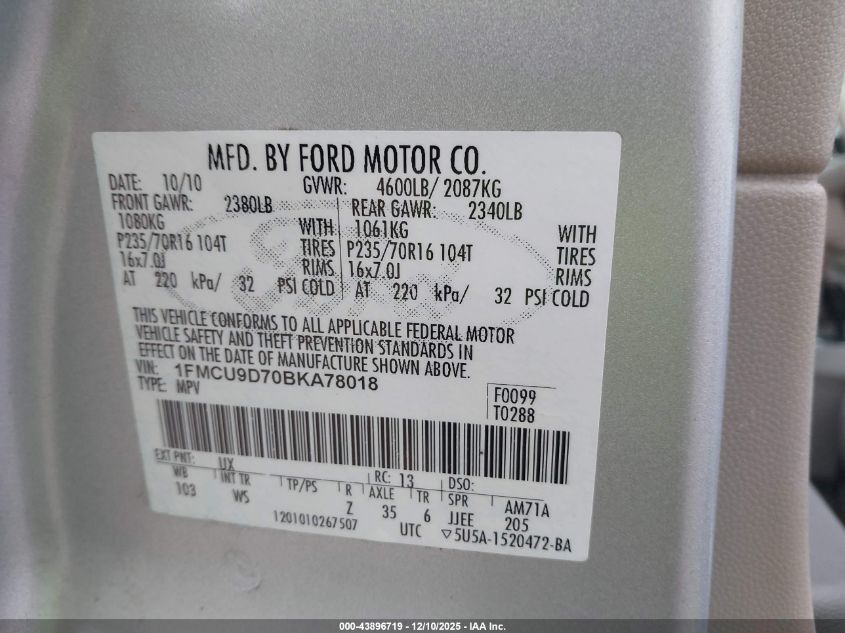 MFD. BY FORD MOTOR CO.
DATE: 10/10 GVWR: 4600LB/ 2087KG
FRONT GAWR: 2380LB REAR GAWR: 2340LB
1080KG WITH 1061KG WITH
P235/70R16 104T TIRES P235/70R16 104T TIRES
16x7.0J RIMS 16x7.0J RIMS
AT 220 kPa/ 32 PSI COLD AT 220 kPa/ 32 PSI COLD
THIS VEHICLE CONFORMS TO ALL APPLICABLE FEDERAL MOTOR
VEHICLE SAFETY AND THEFT PREVENTION STANDARDS IN
EFFECT ON THE DATE OF MANUFACTURE SHOWN ABOVE.
VIN: 1FMCU9D70BKA78018
TYPE: MPV
F0099
T0288
EXT PNT: UX RC: 13 DSO:
WB INT TR TP/PS R AXLE TR SPR AM71A
103 WS Z 35 6 JJEE 205
1201010267507 UTC ▽5U5A-1520472-BA
000-43896719 - 12/10/2025 - IAA Inc.